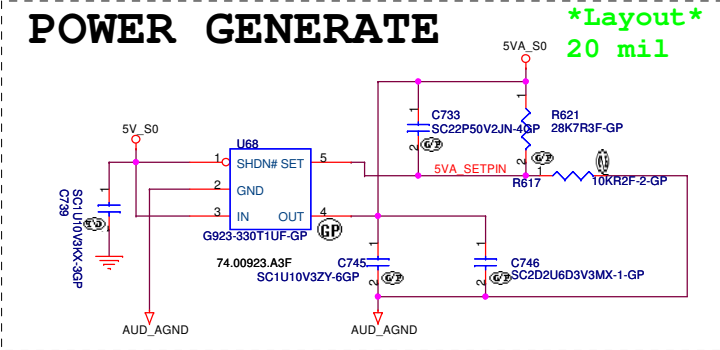 POWER GENERATE
*Layout*
20 mil
5VA_S0
C733
SC22P50V2JN-4GP
R621
28K7R3F-GP
5V_S0
U68
1 SHDN# SET 5
2 GND
3 IN OUT 4
5VA_SETPIN
R617
10KR2F-2-GP
G923-330T1UF-GP
74.00923.A3F
C739
SC1U10V3KX-3GP
C745
SC1U10V3ZY-6GP
C746
SC2D2U6D3V3MX-1-GP
AUD_AGND
AUD_AGND
1
2
1
2
1
1
2
1
2
1
GP
G/P
G/P
G/P
G/P